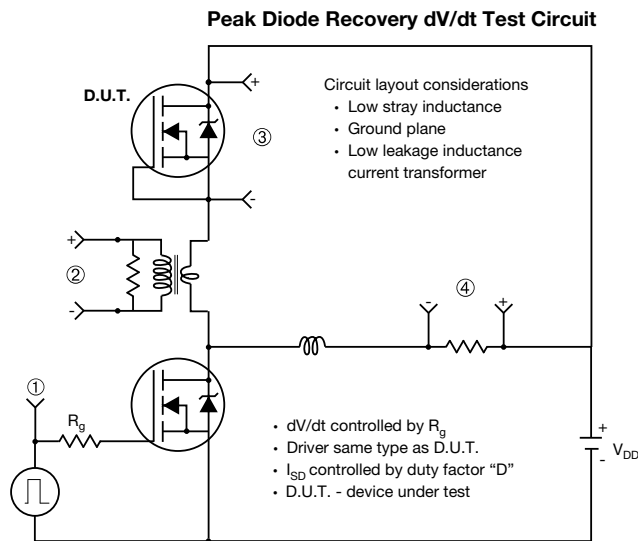 Peak Diode Recovery dV/dt Test Circuit
D.U.T.
+
-
③
Circuit layout considerations
• Low stray inductance
• Ground plane
• Low leakage inductance
current transformer
+
②
-
④
-
+
①
Rg
• dV/dt controlled by Rg
• Driver same type as D.U.T.
• ISD controlled by duty factor “D”
• D.U.T. - device under test
+
-
VDD